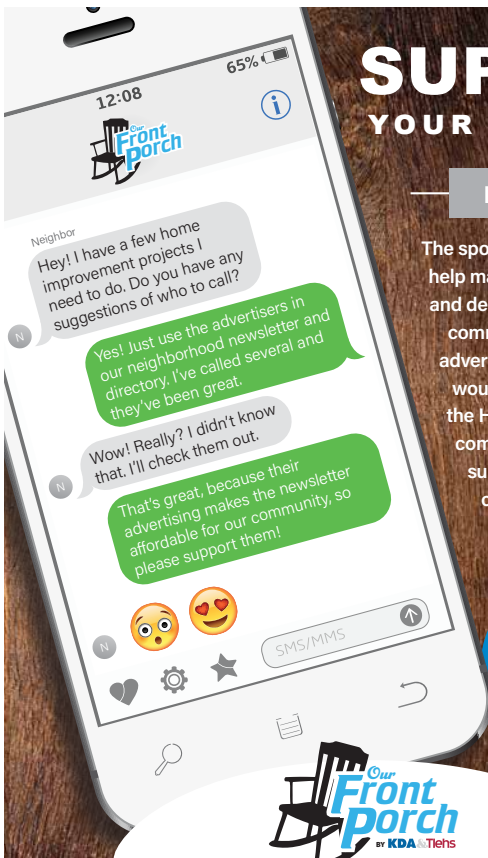 65%
12:08
Our
Front
Porch
i
Neighbor
Hey! I have a few home
improvement projects I
need to do. Do you have any
suggestions of who to call?
N
Yes! Just use the advertisers in
our neighborhood newsletter and
directory. I've called several and
they've been great.
Wow! Really? I didn't know
that. I'll check them out.
N
That's great, because their
advertising makes the newsletter
affordable for our community, so
please support them!
N
SMS/MMS
Our
Front
Porch
BY KDA&Tiehs
SUP
YOUR
The spo
help ma
and de
comm
adver
wou
the H
com
su